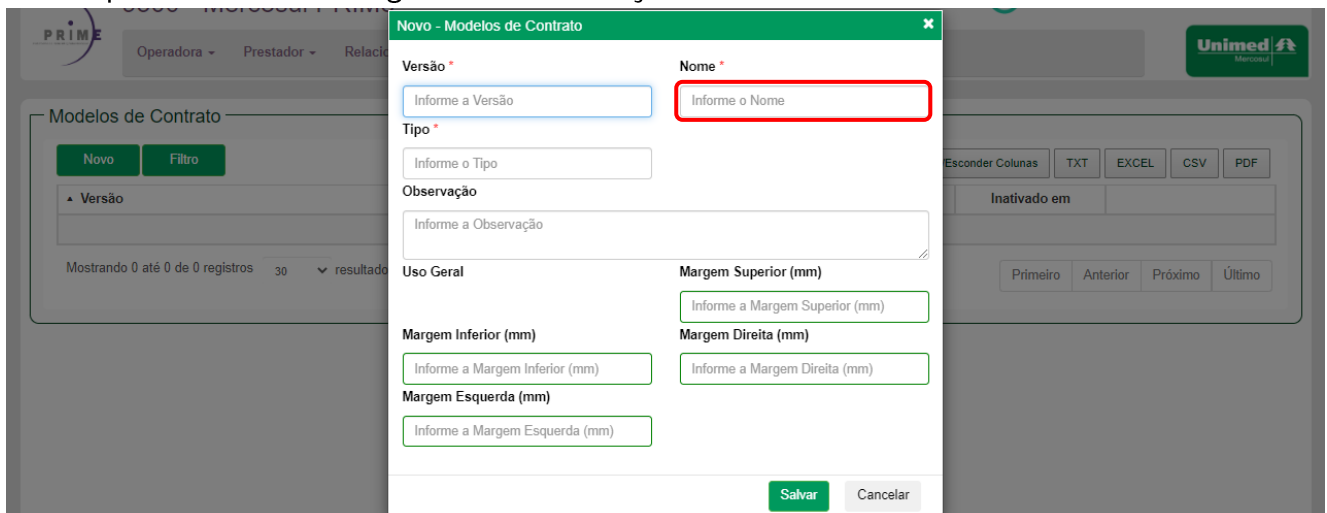 Novo - Modelos de Contrato ×
PRIME
Operadora Prestador
Unimed
Mercosul
Versão * Nome *
Informe a Versão Informe o Nome
Modelos de Contrato
Tipo *
Novo Filtro Informe o Tipo Esconder Colunas TXT EXCEL CSV PDF
Versão Observação Inativado em
Informe a Observação
Mostrando 0 até 0 de 0 registros 30 Uso Geral Margem Superior (mm) Primeiro Anterior Próximo Último
Informe a Margem Superior (mm)
Margem Inferior (mm) Margem Direita (mm)
Informe a Margem Inferior (mm) Informe a Margem Direita (mm)
Margem Esquerda (mm)
Informe a Margem Esquerda (mm)
Salvar Cancelar